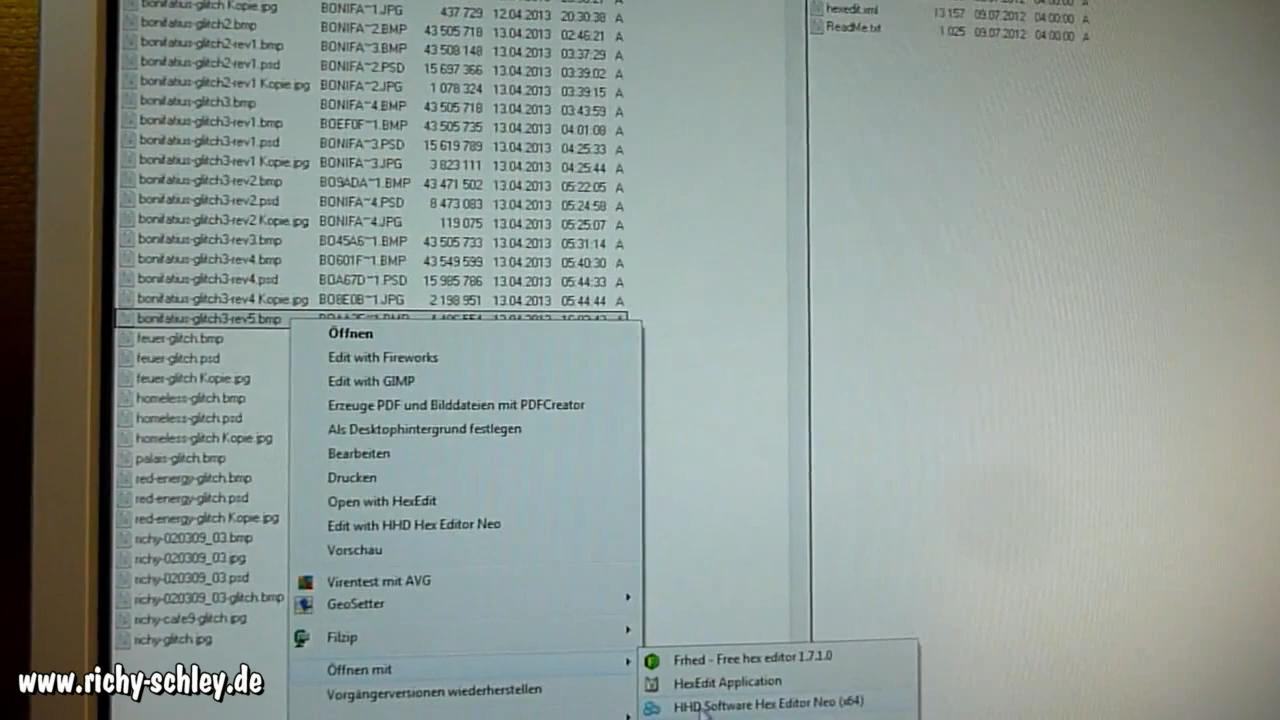 bonifatius-glitch Kopie.jpg BONIFA~1.JPG 437 729 12.04.2013 20:30:38 A
bonifatius-glitch2.bmp BONIFA~2.BMP 43 505 718 13.04.2013 02:46:21 A
bonifatius-glitch2-rev1.bmp BONIFA~3.BMP 43 508 148 13.04.2013 03:37:29 A
bonifatius-glitch2-rev1.psd BONIFA~2.PSD 15 697 366 13.04.2013 03:39:02 A
bonifatius-glitch2-rev1 Kopie.jpg BONIFA~2.JPG 1 078 324 13.04.2013 03:39:15 A
bonifatius-glitch3.bmp BONIFA~4.BMP 43 505 718 13.04.2013 03:43:59 A
bonifatius-glitch3-rev1.bmp BOEF0F~1.BMP 43 505 735 13.04.2013 04:01:08 A
bonifatius-glitch3-rev1.psd BONIFA~3.PSD 15 619 789 13.04.2013 04:25:33 A
bonifatius-glitch3-rev1 Kopie.jpg BONIFA~3.JPG 3 823 111 13.04.2013 04:25:44 A
bonifatius-glitch3-rev2.bmp BO9ADA~1.BMP 43 471 502 13.04.2013 05:22:05 A
bonifatius-glitch3-rev2.psd BONIFA~4.PSD 8 473 083 13.04.2013 05:24:58 A
bonifatius-glitch3-rev2 Kopie.jpg BONIFA~4.JPG 119 075 13.04.2013 05:25:07 A
bonifatius-glitch3-rev3.bmp BO45A6~1.BMP 43 505 733 13.04.2013 05:31:14 A
bonifatius-glitch3-rev4.bmp BO601F~1.BMP 43 549 599 13.04.2013 05:40:30 A
bonifatius-glitch3-rev4.psd BOA67D~1.PSD 15 985 786 13.04.2013 05:44:33 A
bonifatius-glitch3-rev4 Kopie.jpg BO8E0B~1.JPG 2 198 951 13.04.2013 05:44:44 A
bonifatius-glitch3-rev5.bmp
feuer-glitch.bmp
feuer-glitch.psd
feuer-glitch Kopie.jpg
homeless-glitch.bmp
homeless-glitch.psd
homeless-glitch Kopie.jpg
palais-glitch.bmp
red-energy-glitch.bmp
red-energy-glitch.psd
red-energy-glitch Kopie.jpg
richy-020309_03.bmp
richy-020309_03.jpg
richy-020309_03.psd
richy-020309_03-glitch.bmp
richy-cafe9-glitch.jpg
richy-glitch.jpg
hexedit.xml 13 157 09.07.2012 04:00:00 A
ReadMe.txt 1 025 09.07.2012 04:00:00 A
Öffnen
Edit with Fireworks
Edit with GIMP
Erzeuge PDF und Bilddateien mit PDFCreator
Als Desktophintergrund festlegen
Bearbeiten
Drucken
Open with HexEdit
Edit with HHD Hex Editor Neo
Vorschau
Virentest mit AVG
GeoSetter
Filzip
Öffnen mit
Vorgängerversionen wiederherstellen
Frhed - Free hex editor 1.7.1.0
HexEdit Application
HHD Software Hex Editor Neo (x64)
www.richy-schley.de